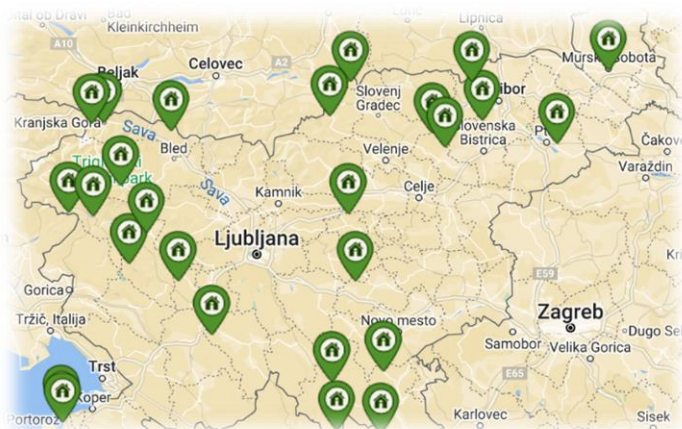 Bad
Kleinkirchheim
Lipnica
A10
Celovec
A2
Beljak
Slovenj
Gradec
Murska Sobota
Kranjska Gora
Sava
Bled
Slovenska
Bistrica
Čakov
Velenje
Varaždin
Sava
Kamnik
Celje
Ljubljana
E59
Gorica
Zagreb
Tržič, Italija
Novo mesto
Dugo Se
Samobor
Velika Gorica
Trst
E65
Koper
Portorož
Karlovec
Sisek